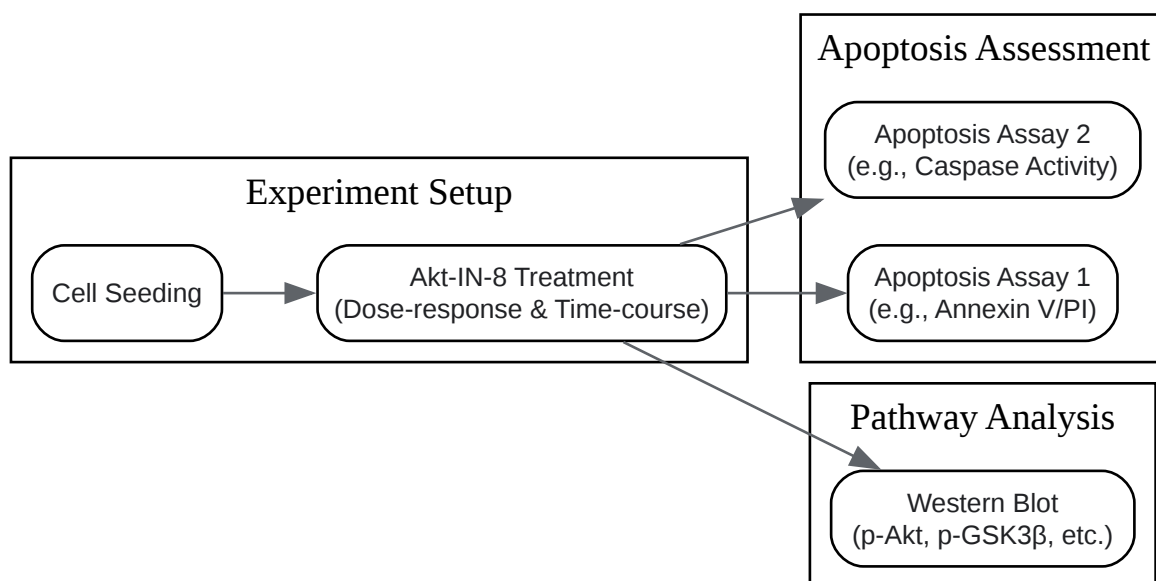 Experiment Setup
Cell Seeding
Akt-IN-8 Treatment
(Dose-response & Time-course)
Apoptosis Assessment
Apoptosis Assay 2
(e.g., Caspase Activity)
Apoptosis Assay 1
(e.g., Annexin V/PI)
Pathway Analysis
Western Blot
(p-Akt, p-GSK3β, etc.)